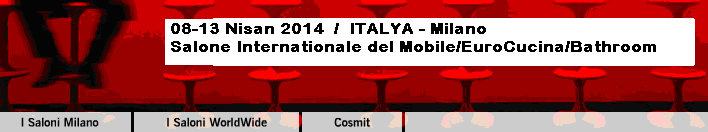 08-13 Nisan 2014 / ITALYA - Milano
Salone Internationale del Mobile/EuroCucina/Bathroom
I Saloni Milano
I Saloni WorldWide
Cosmit